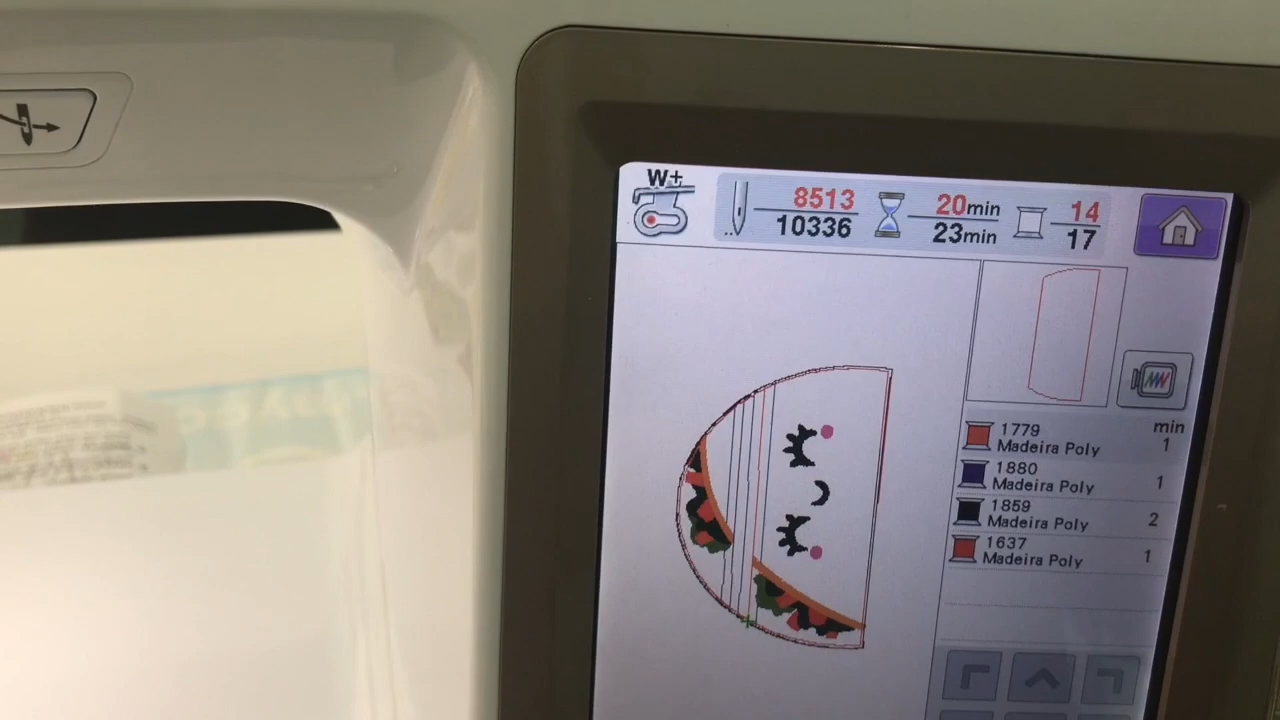 W+
8513
10336
20min
23min
14
17
min
1779
Madeira Poly
1
1880
Madeira Poly
1
1859
Madeira Poly
2
1637
Madeira Poly
1